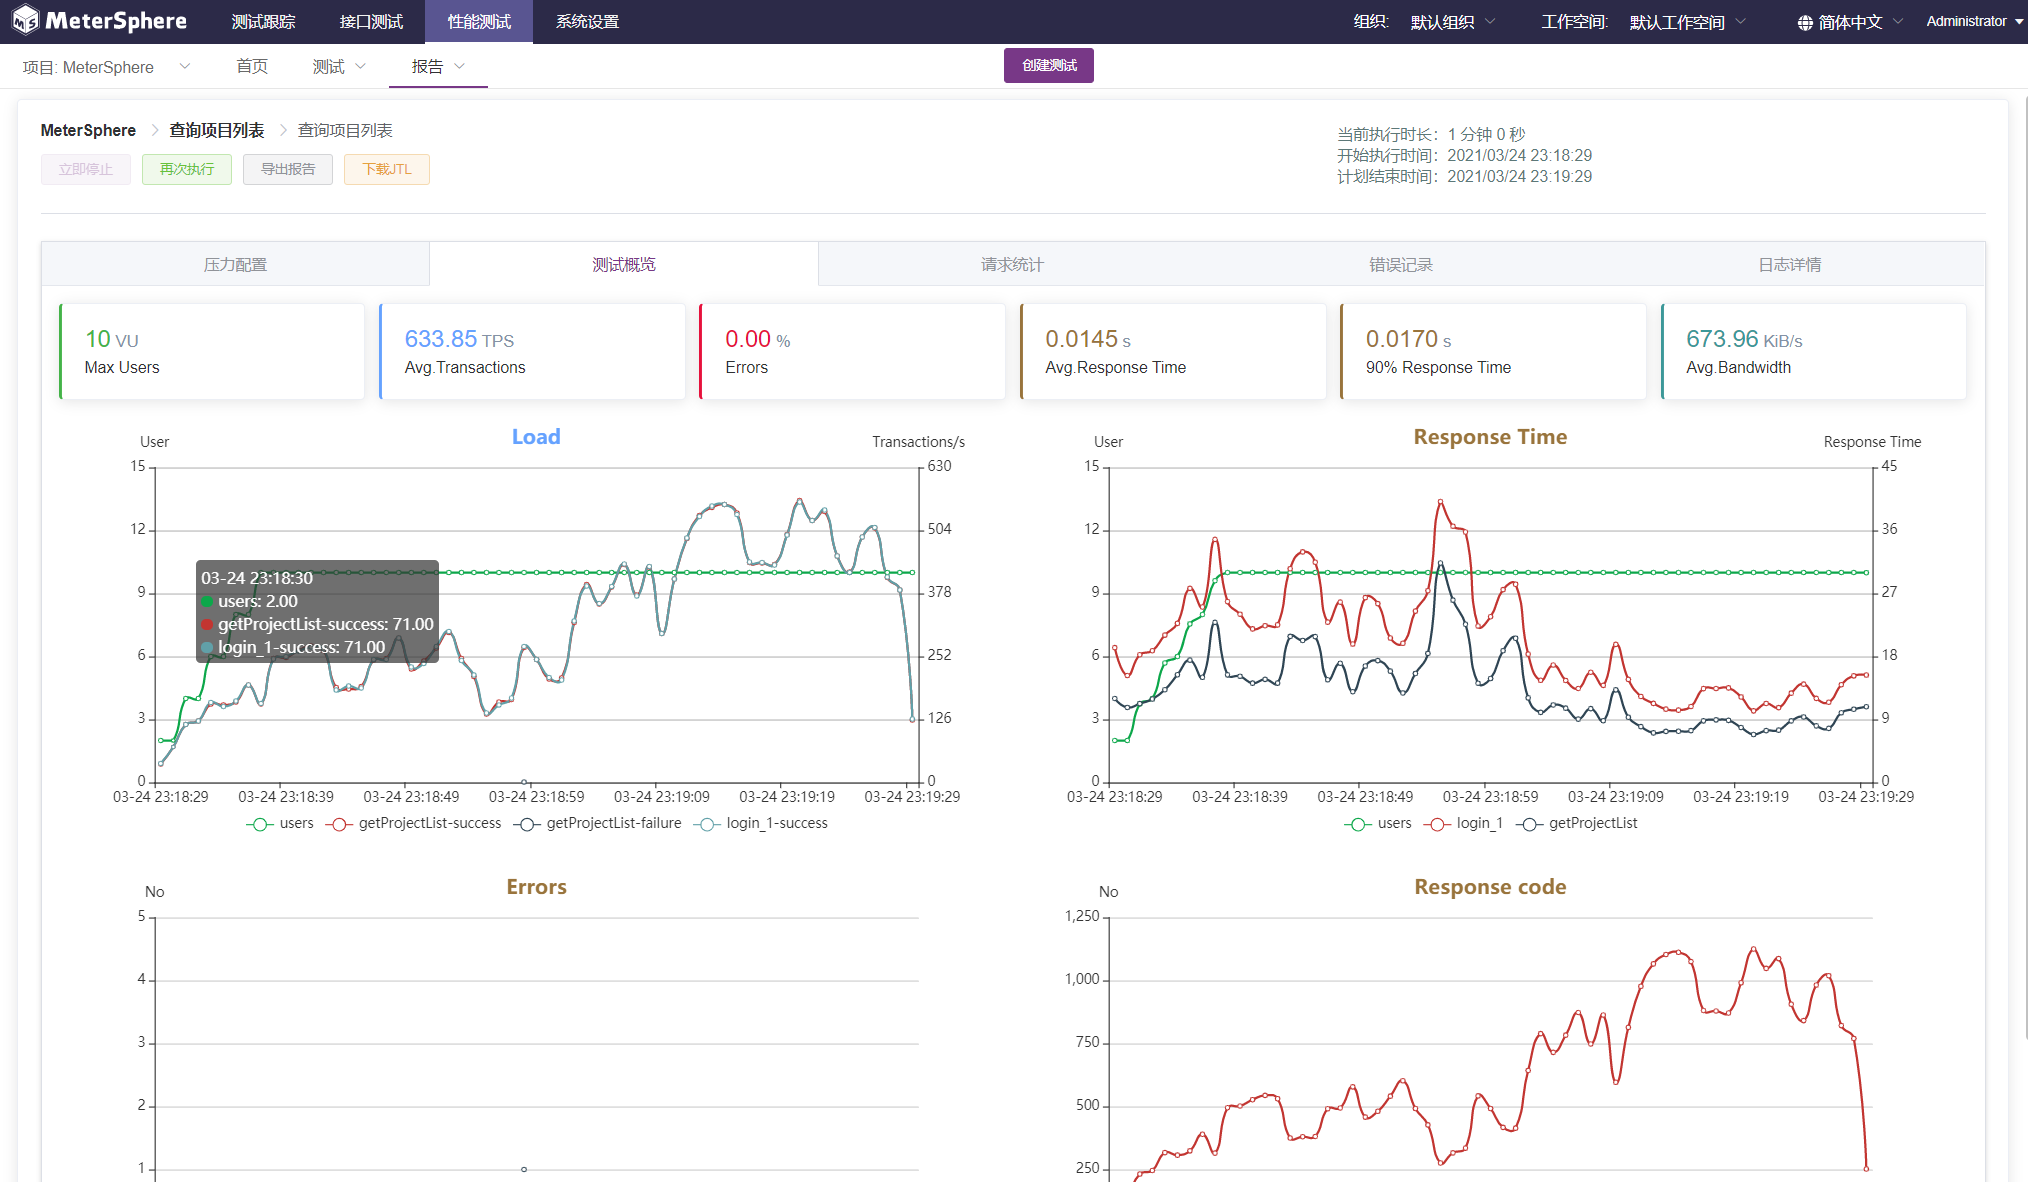 MeterSphere 测试跟踪 接口测试 性能测试 系统设置 组织: 默认组织 工作空间: 默认工作空间 简体中文 Administrator
项目: MeterSphere 首页 测试 报告 创建测试
MeterSphere 查询项目列表 查询项目列表
立即停止 再次执行 导出报告 下载JTL
当前执行时长：1 分钟 0 秒
开始执行时间：2021/03/24 23:18:29
计划结束时间：2021/03/24 23:19:29
压力配置 测试概览 请求统计 错误记录 日志详情
10 VU
Max Users
633.85 TPS
Avg.Transactions
0.00 %
Errors
0.0145 s
Avg.Response Time
0.0170 s
90% Response Time
673.96 KiB/s
Avg.Bandwidth
Load
User
Transactions/s
15 630
12 504
9 378
6 252
3 126
0 0
03-24 23:18:30
users: 2.00
getProjectList-success: 71.00
login_1-success: 71.00
03-24 23:18:29 03-24 23:18:39 03-24 23:18:49 03-24 23:18:59 03-24 23:19:09 03-24 23:19:19 03-24 23:19:29
users getProjectList-success getProjectList-failure login_1-success
Response Time
User
Response Time
15 45
12 36
9 27
6 18
3 9
0 0
03-24 23:18:29 03-24 23:18:39 03-24 23:18:49 03-24 23:18:59 03-24 23:19:09 03-24 23:19:19 03-24 23:19:29
users login_1 getProjectList
Errors
No
5
4
3
2
1
Response code
No
1,250
1,000
750
500
250